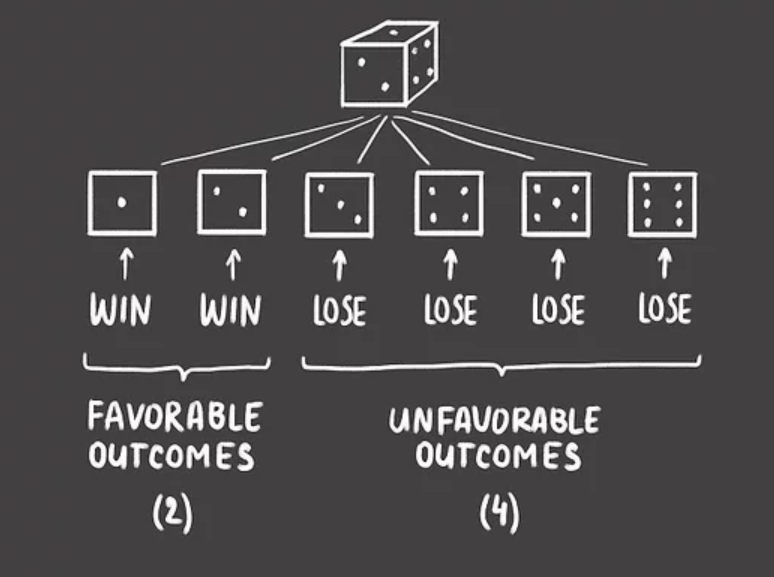 WIN WIN LOSE LOSE LOSE LOSE
FAVORABLE
OUTCOMES
(2)
UNFAVORABLE
OUTCOMES
(4)